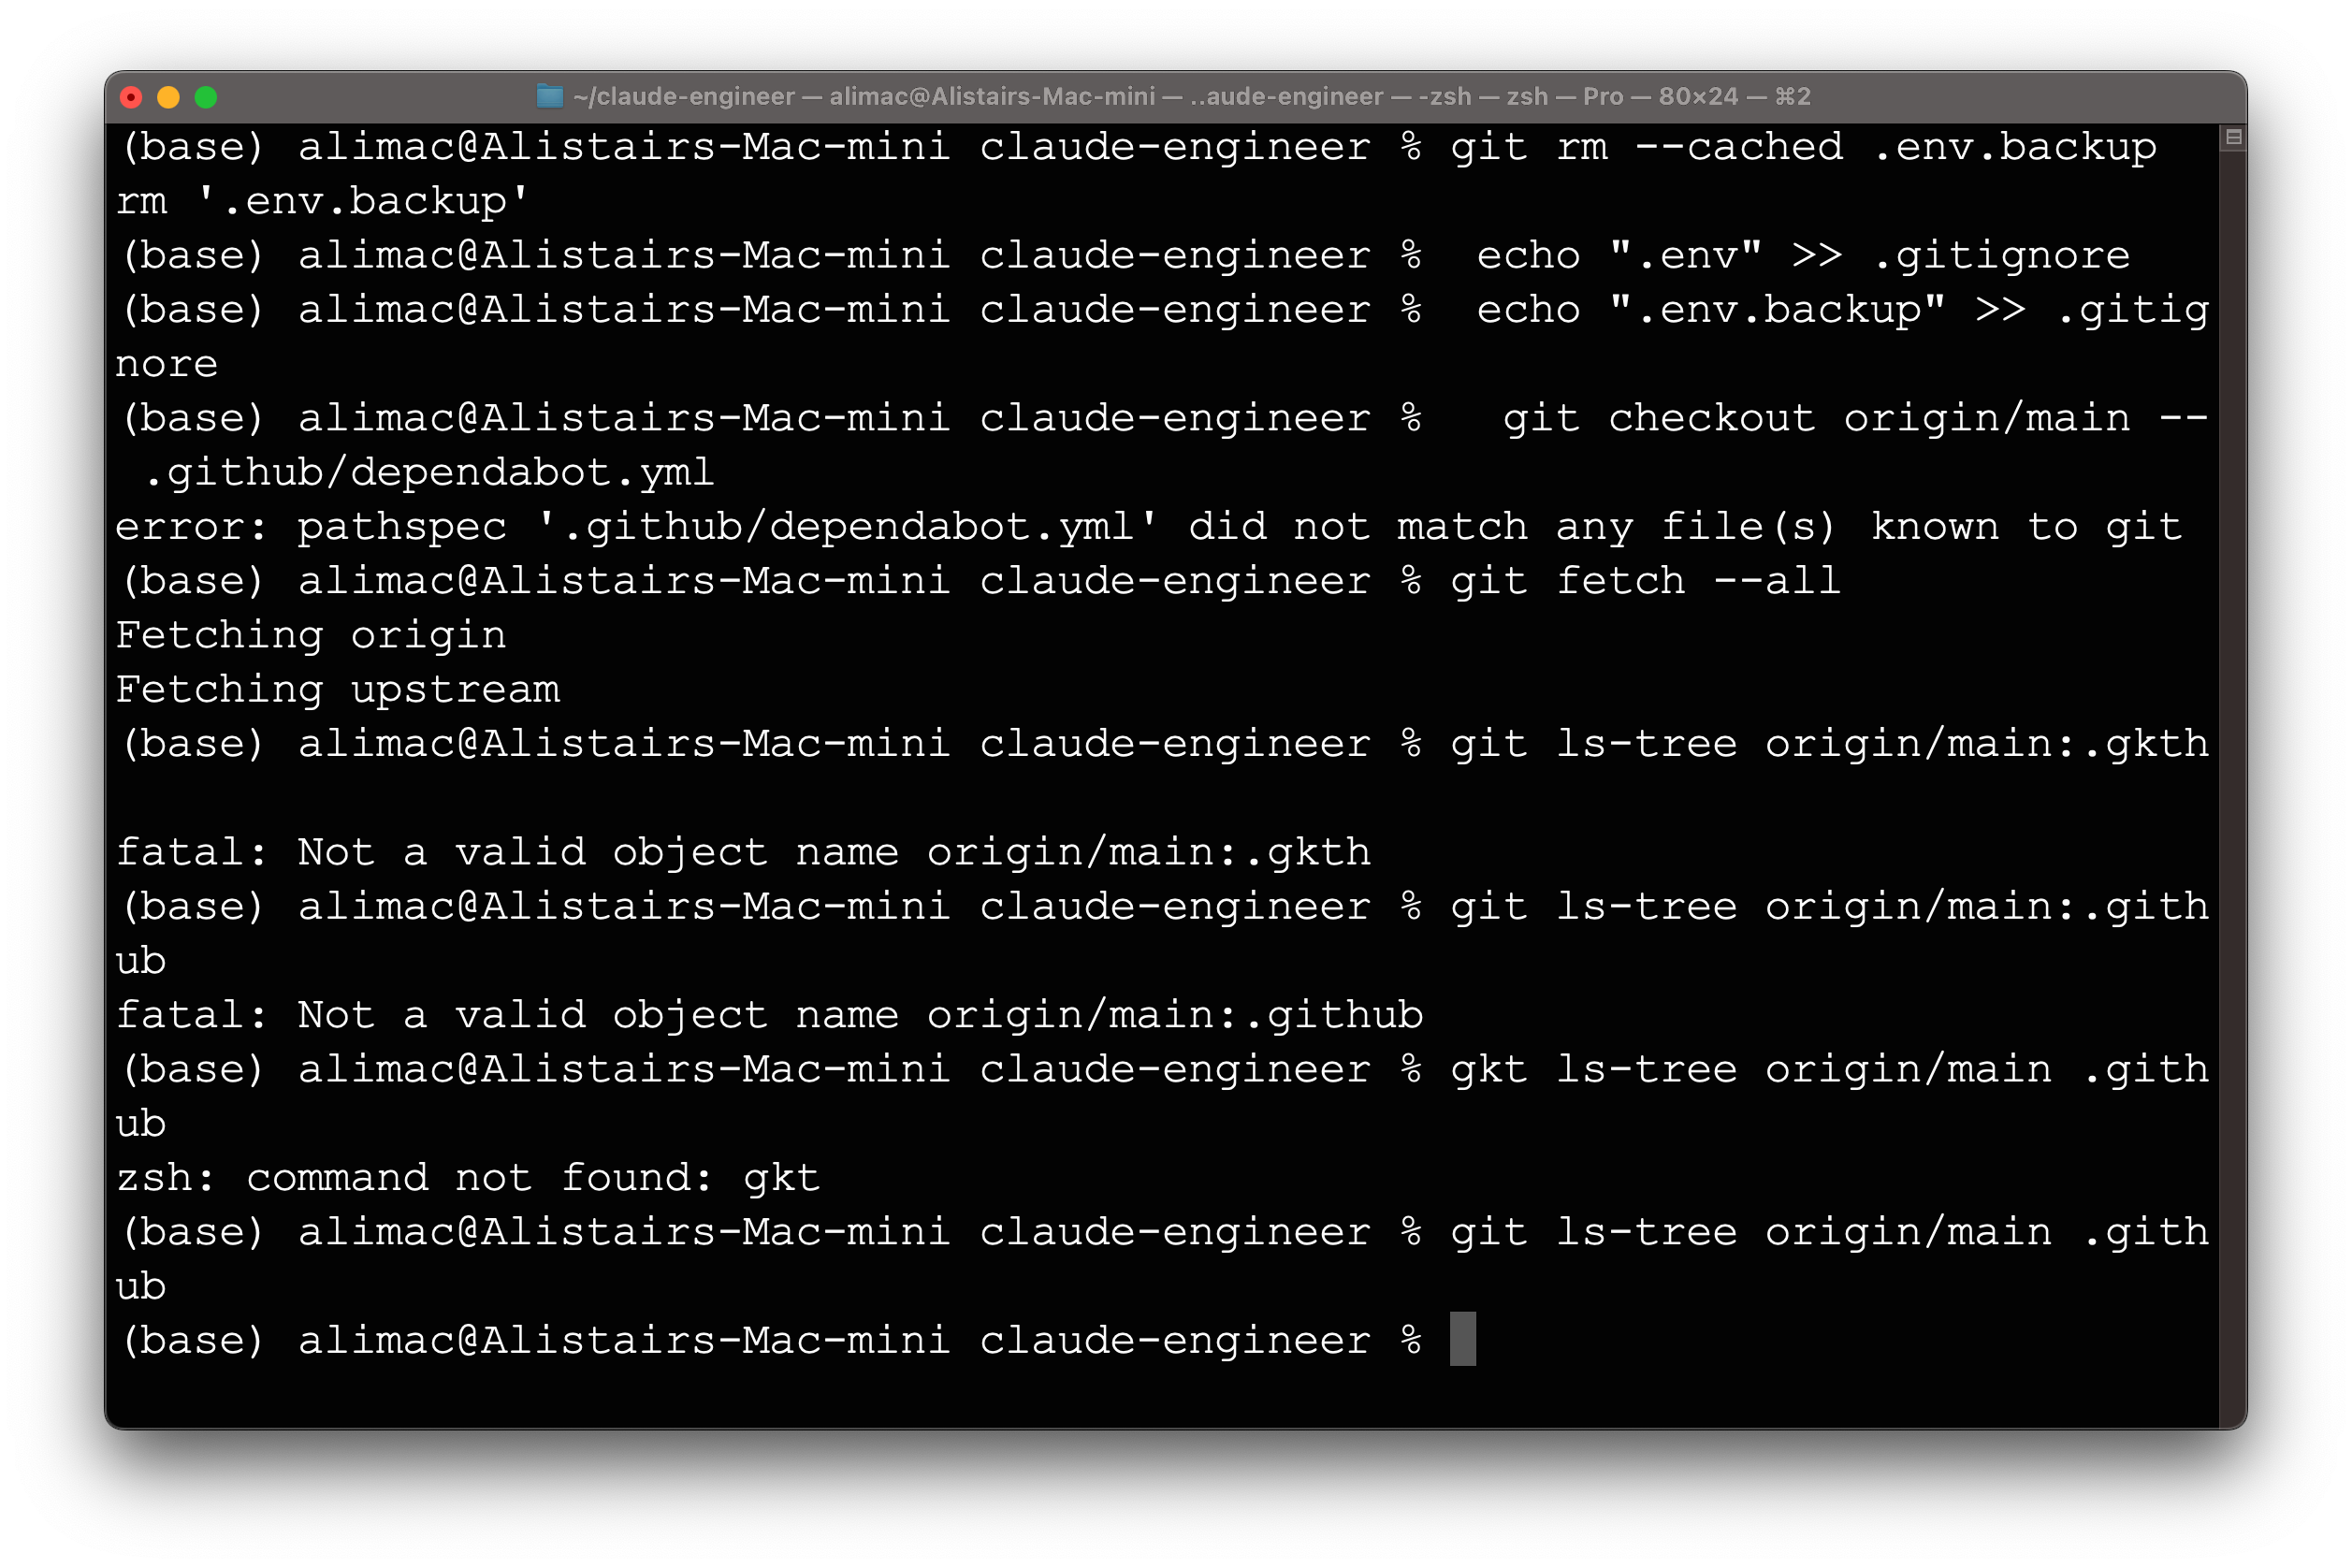 ~/claude-engineer — alimac@Alistairs-Mac-mini — ..aude-engineer — -zsh — zsh — Pro — 80×24 — ⌘2
(base) alimac@Alistairs-Mac-mini claude-engineer % git rm --cached .env.backup
rm '.env.backup'
(base) alimac@Alistairs-Mac-mini claude-engineer %  echo ".env" >> .gitignore
(base) alimac@Alistairs-Mac-mini claude-engineer %  echo ".env.backup" >> .gitig
nore
(base) alimac@Alistairs-Mac-mini claude-engineer %   git checkout origin/main --
 .github/dependabot.yml
error: pathspec '.github/dependabot.yml' did not match any file(s) known to git
(base) alimac@Alistairs-Mac-mini claude-engineer % git fetch --all
Fetching origin
Fetching upstream
(base) alimac@Alistairs-Mac-mini claude-engineer % git ls-tree origin/main:.gkth
fatal: Not a valid object name origin/main:.gkth
(base) alimac@Alistairs-Mac-mini claude-engineer % git ls-tree origin/main:.gith
ub
fatal: Not a valid object name origin/main:.github
(base) alimac@Alistairs-Mac-mini claude-engineer % gkt ls-tree origin/main .gith
ub
zsh: command not found: gkt
(base) alimac@Alistairs-Mac-mini claude-engineer % git ls-tree origin/main .gith
ub
(base) alimac@Alistairs-Mac-mini claude-engineer %